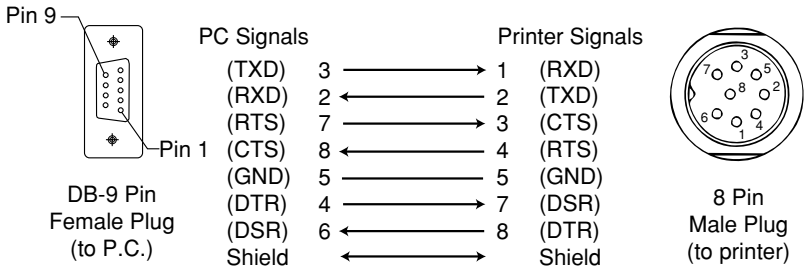 Pin 9
PC Signals
Printer Signals
(TXD) 3 1 (RXD)
(RXD) 2 2 (TXD)
(RTS) 7 3 (CTS)
(CTS) 8 4 (RTS)
(GND) 5 5 (GND)
(DTR) 4 7 (DSR)
(DSR) 6 8 (DTR)
Shield Shield
Pin 1
DB-9 Pin
Female Plug
(to P.C.)
3
7 5
8 2
6 4
1
8 Pin
Male Plug
(to printer)